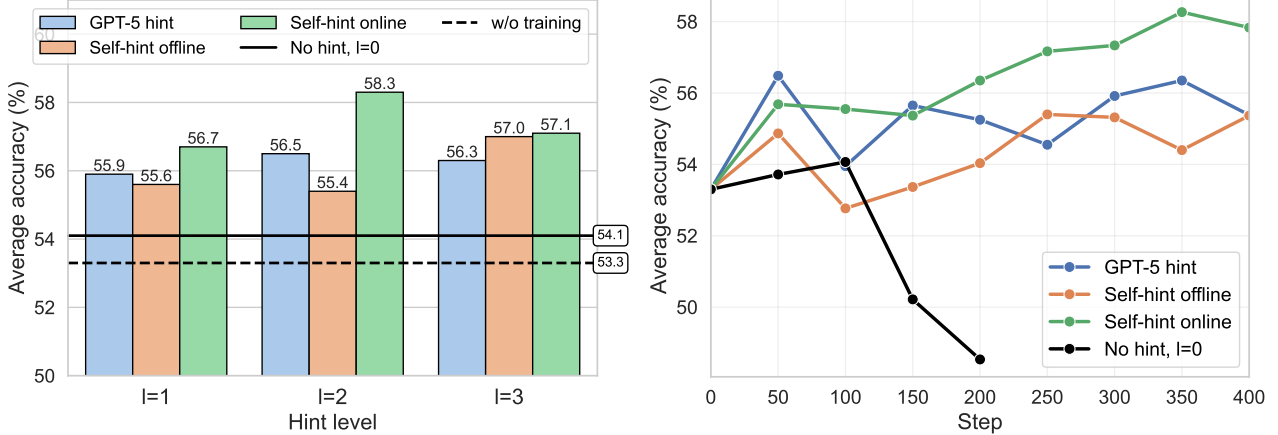 GPT-5 hint
Self-hint offline
Self-hint online
No hint, l=0
w/o training
Average accuracy (%)
60
58
56
54
52
50
55.9
55.6
56.7
56.5
55.4
58.3
56.3
57.0
57.1
54.1
53.3
l=1
l=2
l=3
Hint level
Average accuracy (%)
58
56
54
52
50
GPT-5 hint
Self-hint offline
Self-hint online
No hint, l=0
0
50
100
150
200
250
300
350
400
Step